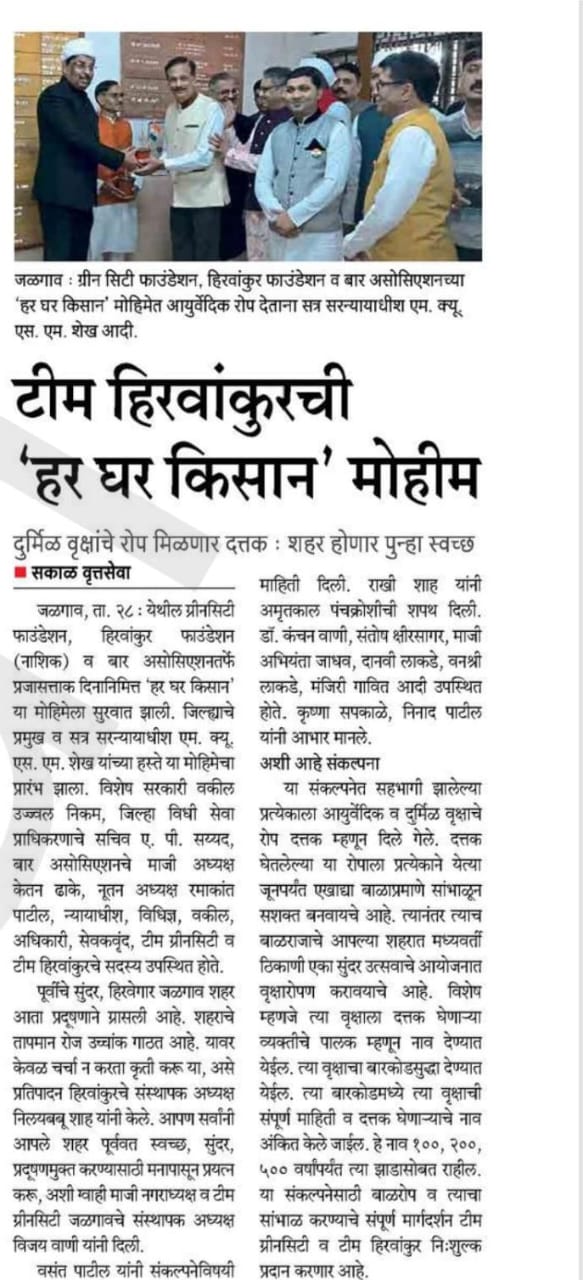 जळगाव : ग्रीन सिटी फाउंडेशन, हिरवांकुर फाउंडेशन व बार असोसिएशनच्या
‘हर घर किसान’ मोहिमेत आयुर्वेदिक रोप देताना सत्र सरन्यायाधीश एम. क्यू.
एस. एम. शेख आदी.
टीम हिरवांकुरची
‘हर घर किसान’ मोहीम
दुर्मिळ वृक्षांचे रोप मिळणार दत्तक : शहर होणार पुन्हा स्वच्छ
सकाळ वृत्तसेवा
जळगाव, ता. २८ : येथील ग्रीनसिटी
फाउंडेशन, हिरवांकुर फाउंडेशन
(नाशिक) व बार असोसिएशनतर्फे
प्रजासत्ताक दिनानिमित्त ‘हर घर किसान’
या मोहिमेला सुरवात झाली. जिल्ह्याचे
प्रमुख व सत्र सरन्यायाधीश एम. क्यू.
एस. एम. शेख यांच्या हस्ते या मोहिमेचा
प्रारंभ झाला. विशेष सरकारी वकील
उज्ज्वल निकम, जिल्हा विधी सेवा
प्राधिकरणाचे सचिव ए. पी. सय्यद,
बार असोसिएशनचे माजी अध्यक्ष
केतन ढाके, नूतन अध्यक्ष रमाकांत
पाटील, न्यायाधीश, विधिज्ञ, वकील,
अधिकारी, सेवकवृंद, टीम ग्रीनसिटी व
टीम हिरवांकुरचे सदस्य उपस्थित होते.
पूर्वीचे सुंदर, हिरवेगार जळगाव शहर
आता प्रदूषणाने ग्रासली आहे. शहराचे
तापमान रोज उच्चांक गाठत आहे. यावर
केवळ चर्चा न करता कृती करू या, असे
प्रतिपादन हिरवांकुरचे संस्थापक अध्यक्ष
निलयबबू शाह यांनी केले. आपण सर्वांनी
आपले शहर पूर्ववत स्वच्छ, सुंदर,
प्रदूषणमुक्त करण्यासाठी मनापासून प्रयत्न
करू, अशी ग्वाही माजी नगराध्यक्ष व टीम
ग्रीनसिटी जळगावचे संस्थापक अध्यक्ष
विजय वाणी यांनी दिली.
वसंत पाटील यांनी संकल्पनेविषयी
माहिती दिली. राखी शाह यांनी
अमृतकाल पंचक्रोशीची शपथ दिली.
डॉ. कंचन वाणी, संतोष क्षीरसागर, माजी
अभियंता जाधव, दानवी लाकडे, वनश्री
लाकडे, मंजिरी गावित आदी उपस्थित
होते. कृष्णा सपकाळे, निनाद पाटील
यांनी आभार मानले.
अशी आहे संकल्पना
या संकल्पनेत सहभागी झालेल्या
प्रत्येकाला आयुर्वेदिक व दुर्मिळ वृक्षाचे
रोप दत्तक म्हणून दिले गेले. दत्तक
घेतलेल्या या रोपाला प्रत्येकाने येत्या
जूनपर्यंत एखाद्या बाळाप्रमाणे सांभाळून
सशक्त बनवायचे आहे. त्यानंतर त्याच
बाळराजाचे आपल्या शहरात मध्यवर्ती
ठिकाणी एका सुंदर उत्सवाचे आयोजनात
वृक्षारोपण करावयाचे आहे. विशेष
म्हणजे त्या वृक्षाला दत्तक घेणाऱ्या
व्यक्तीचे पालक म्हणून नाव देण्यात
येईल. त्या वृक्षाचा बारकोडसुद्धा देण्यात
येईल. त्या बारकोडमध्ये त्या वृक्षाची
संपूर्ण माहिती व दत्तक घेणाऱ्याचे नाव
अंकित केले जाईल. हे नाव १००, २००,
५०० वर्षांपर्यंत त्या झाडासोबत राहील.
या संकल्पनेसाठी बाळरोप व त्याचा
सांभाळ करण्याचे संपूर्ण मार्गदर्शन टीम
ग्रीनसिटी व टीम हिरवांकुर निःशुल्क
प्रदान करणार आहे.